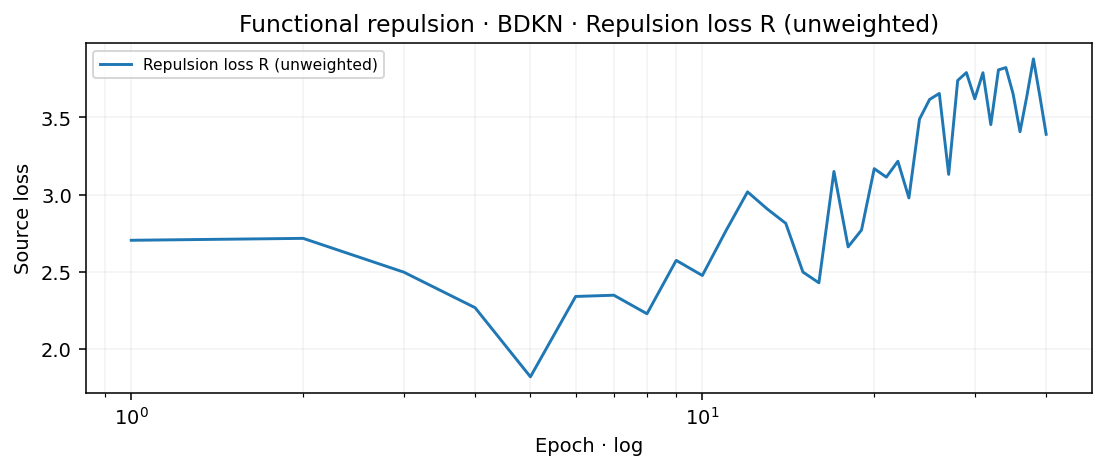 Functional repulsion · BDKN · Repulsion loss R (unweighted)
Repulsion loss R (unweighted)
Source loss
3.5
3.0
2.5
2.0
10⁰
10¹
Epoch · log